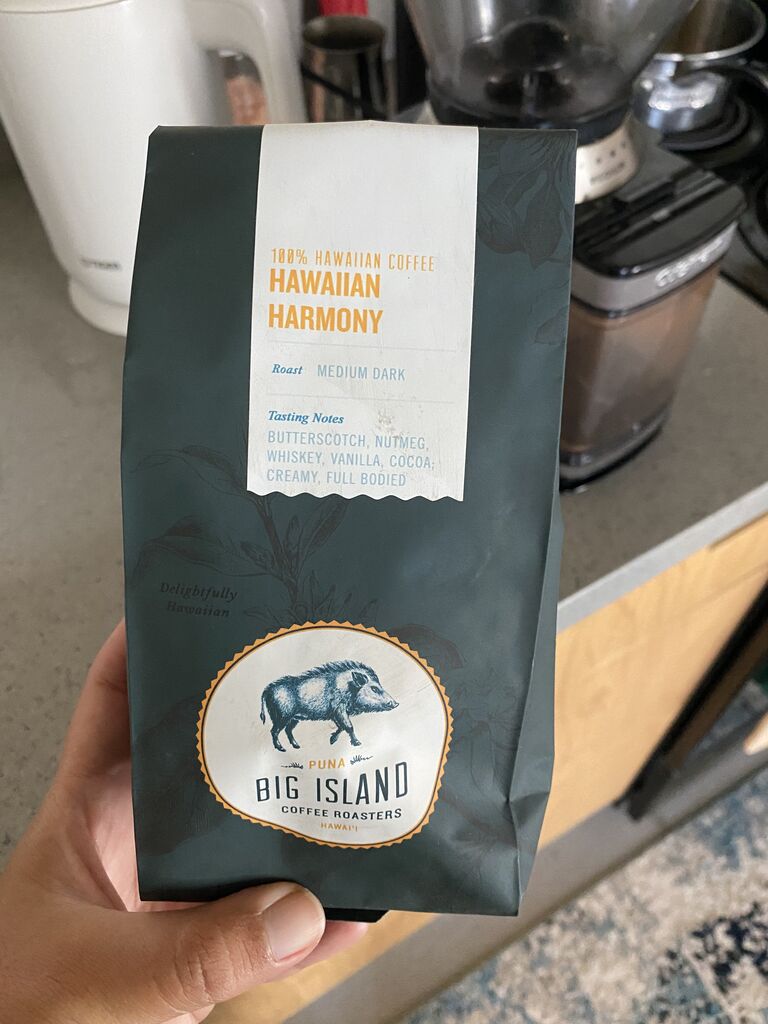 100% HAWAIIAN COFFEE
HAWAIIAN
HARMONY
Roast MEDIUM DARK
Tasting Notes
BUTTERSCOTCH, NUTMEG,
WHISKEY, VANILLA, COCOA;
CREAMY, FULL BODIED
Delightfully
Hawaiian
PUNA
BIG ISLAND
COFFEE ROASTERS
HAWAI'I